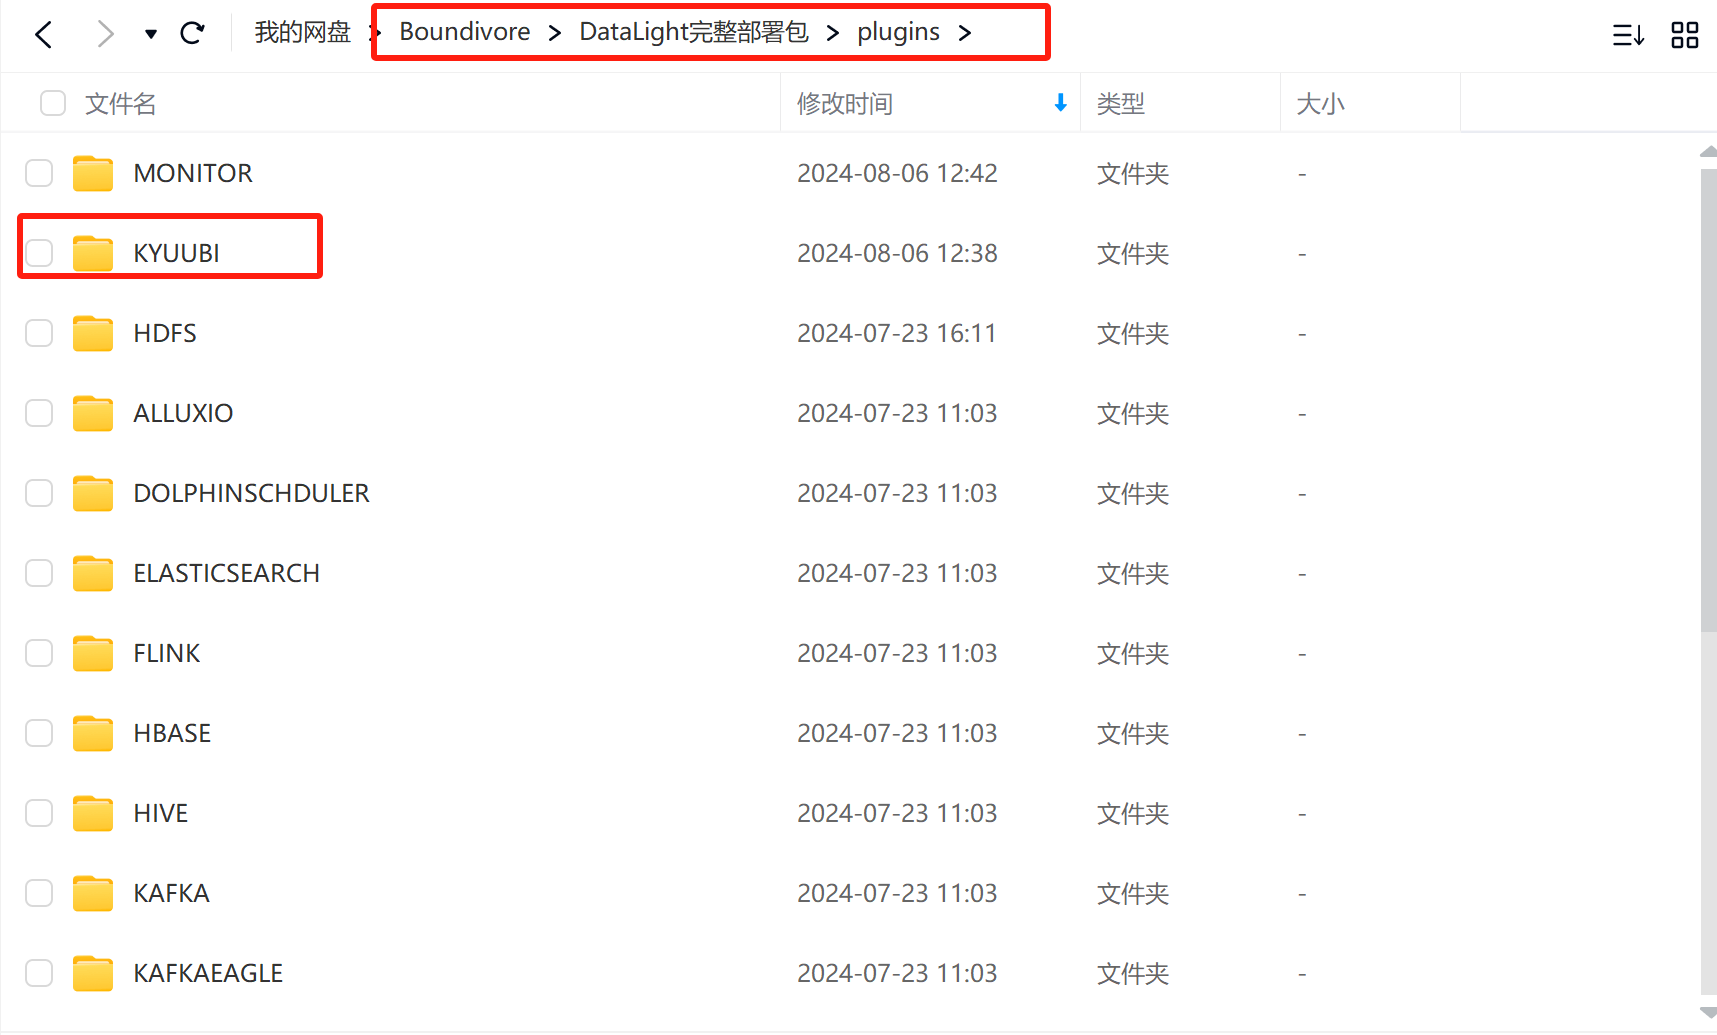 我的网盘 > Boundivore > DataLight完整部署包 > plugins >
文件名 修改时间 类型 大小
MONITOR 2024-08-06 12:42 文件夹 -
KYUUBI 2024-08-06 12:38 文件夹 -
HDFS 2024-07-23 16:11 文件夹 -
ALLUXIO 2024-07-23 11:03 文件夹 -
DOLPHINSCHDULER 2024-07-23 11:03 文件夹 -
ELASTICSEARCH 2024-07-23 11:03 文件夹 -
FLINK 2024-07-23 11:03 文件夹 -
HBASE 2024-07-23 11:03 文件夹 -
HIVE 2024-07-23 11:03 文件夹 -
KAFKA 2024-07-23 11:03 文件夹 -
KAFKAEAGLE 2024-07-23 11:03 文件夹 -